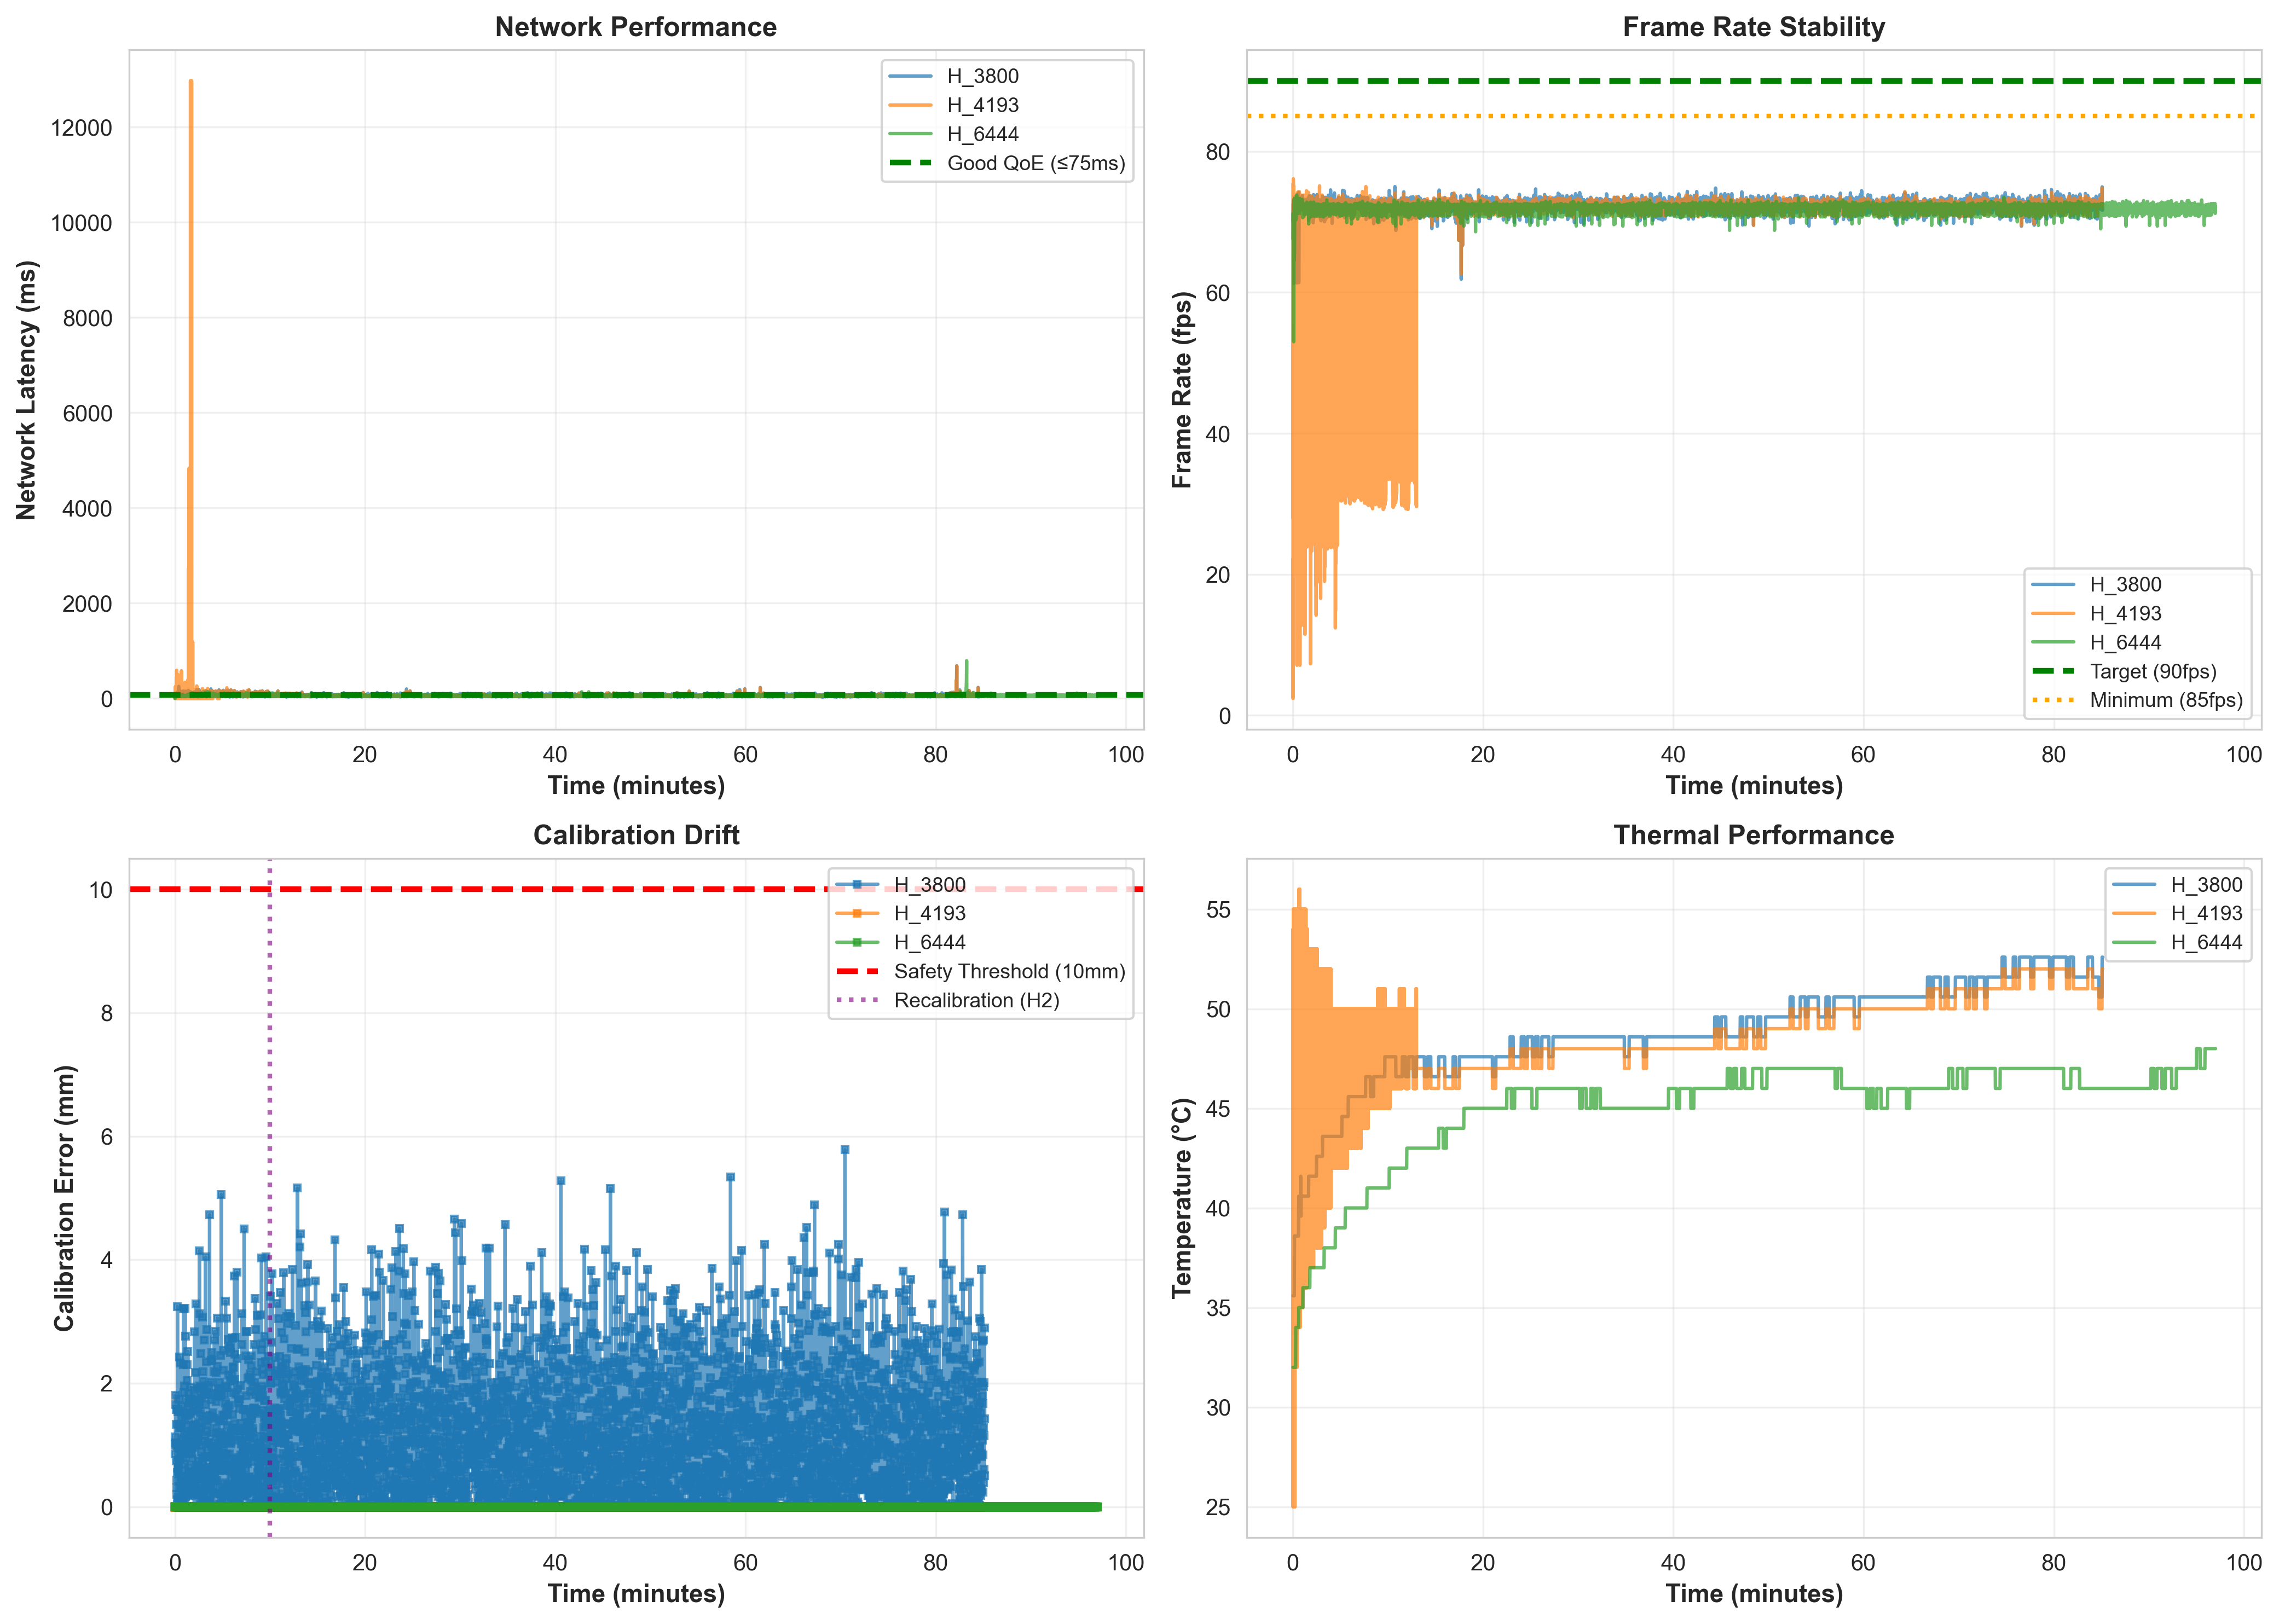 Network Performance
Network Latency (ms)
12000
10000
8000
6000
4000
2000
0
0 20 40 60 80 100
Time (minutes)
H_3800
H_4193
H_6444
Good QoE (≤75ms)
Frame Rate Stability
Frame Rate (fps)
80
60
40
20
0
0 20 40 60 80 100
Time (minutes)
H_3800
H_4193
H_6444
Target (90fps)
Minimum (85fps)
Calibration Drift
Calibration Error (mm)
10
8
6
4
2
0
0 20 40 60 80 100
Time (minutes)
H_3800
H_4193
H_6444
Safety Threshold (10mm)
Recalibration (H2)
Thermal Performance
Temperature (°C)
55
50
45
40
35
30
25
0 20 40 60 80 100
Time (minutes)
H_3800
H_4193
H_6444